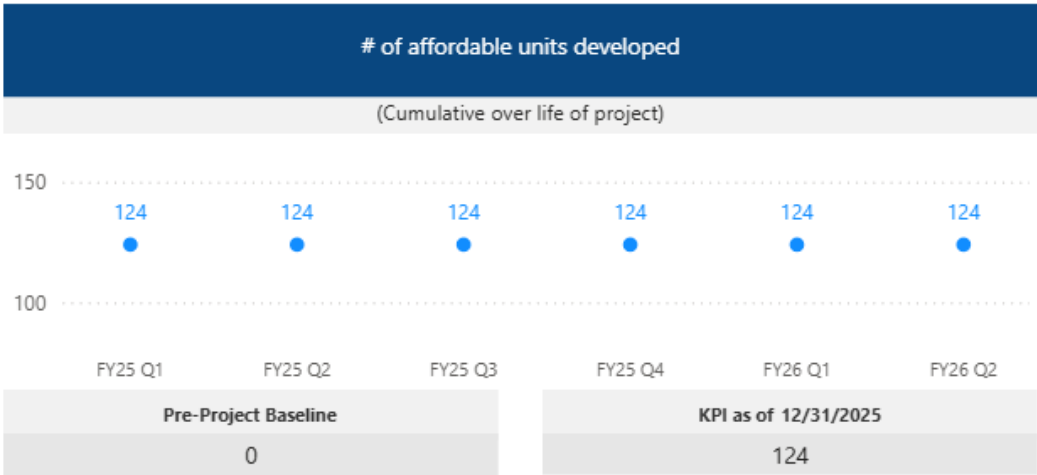 # of affordable units developed
(Cumulative over life of project)
150
124 124 124 124 124 124
100
FY25 Q1 FY25 Q2 FY25 Q3 FY25 Q4 FY26 Q1 FY26 Q2
Pre-Project Baseline KPI as of 12/31/2025
0 124